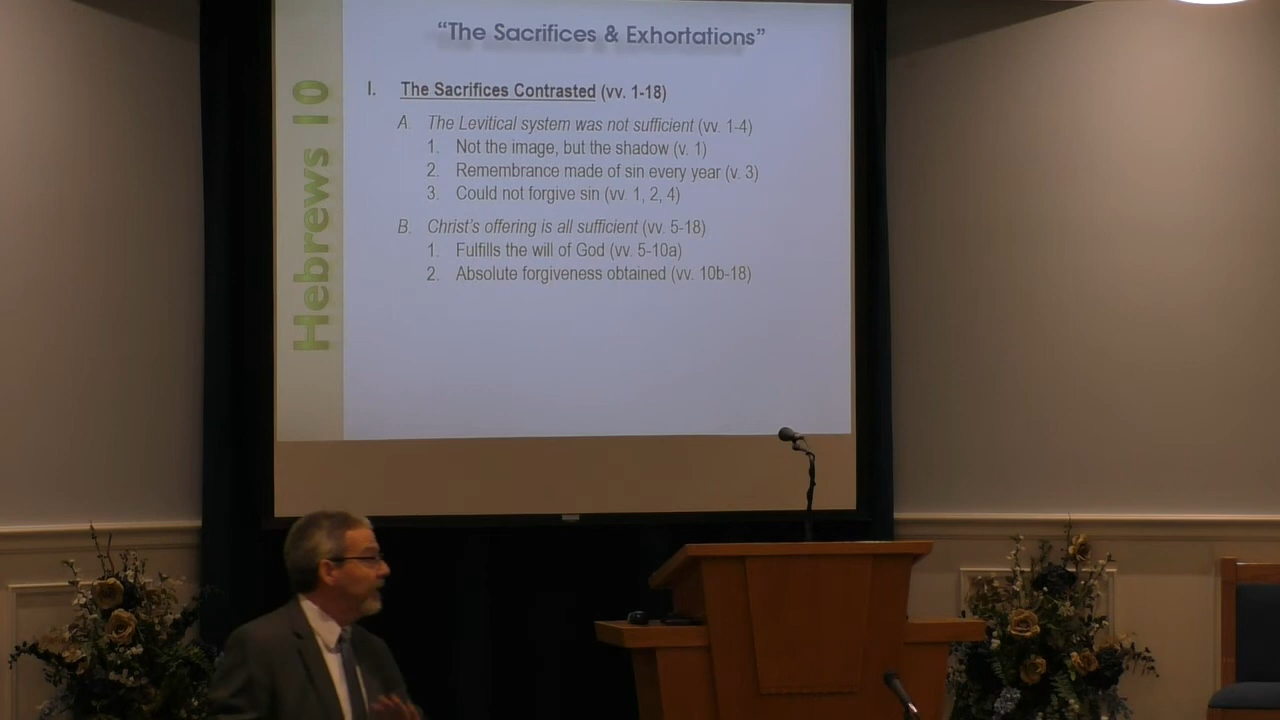 “The Sacrifices & Exhortations”
Hebrews 10
I. The Sacrifices Contrasted (vv. 1-18)
A. The Levitical system was not sufficient (vv. 1-4)
1. Not the image, but the shadow (v. 1)
2. Remembrance made of sin every year (v. 3)
3. Could not forgive sin (vv. 1, 2, 4)
B. Christ’s offering is all sufficient (vv. 5-18)
1. Fulfills the will of God (vv. 5-10a)
2. Absolute forgiveness obtained (vv. 10b-18)